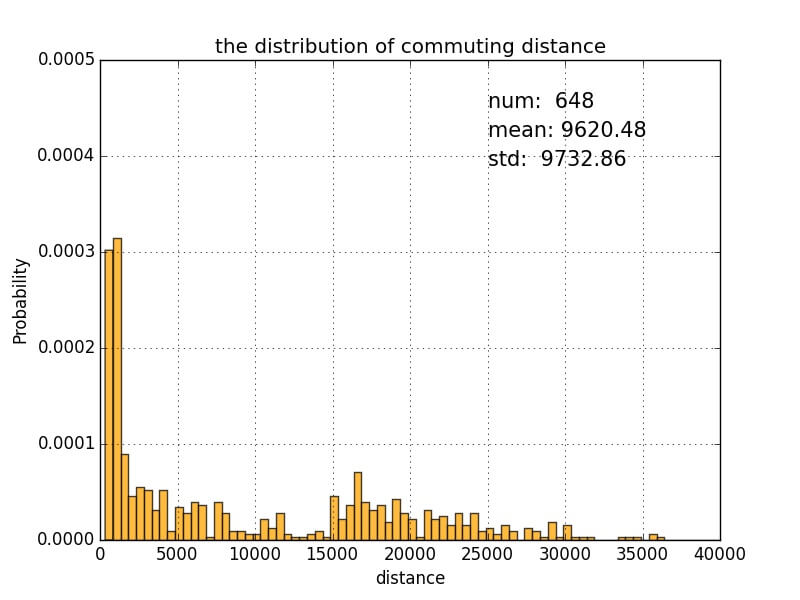 the distribution of commuting distance
0.0005
0.0004
0.0003
0.0002
0.0001
0.0000
Probability
num: 648
mean: 9620.48
std: 9732.86
0 5000 10000 15000 20000 25000 30000 35000 40000
distance